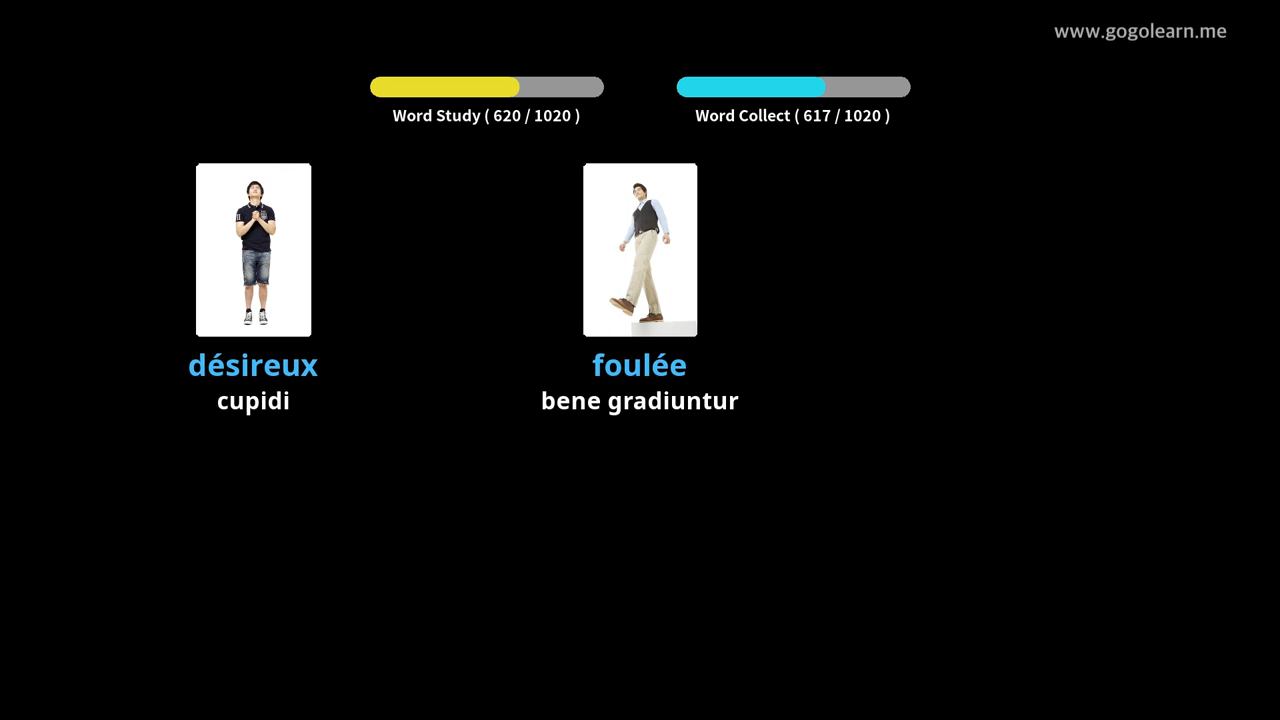 www.gogolearn.me
Word Study ( 620 / 1020 )
Word Collect ( 617 / 1020 )
désireux
foulée
cupidi
bene gradiuntur